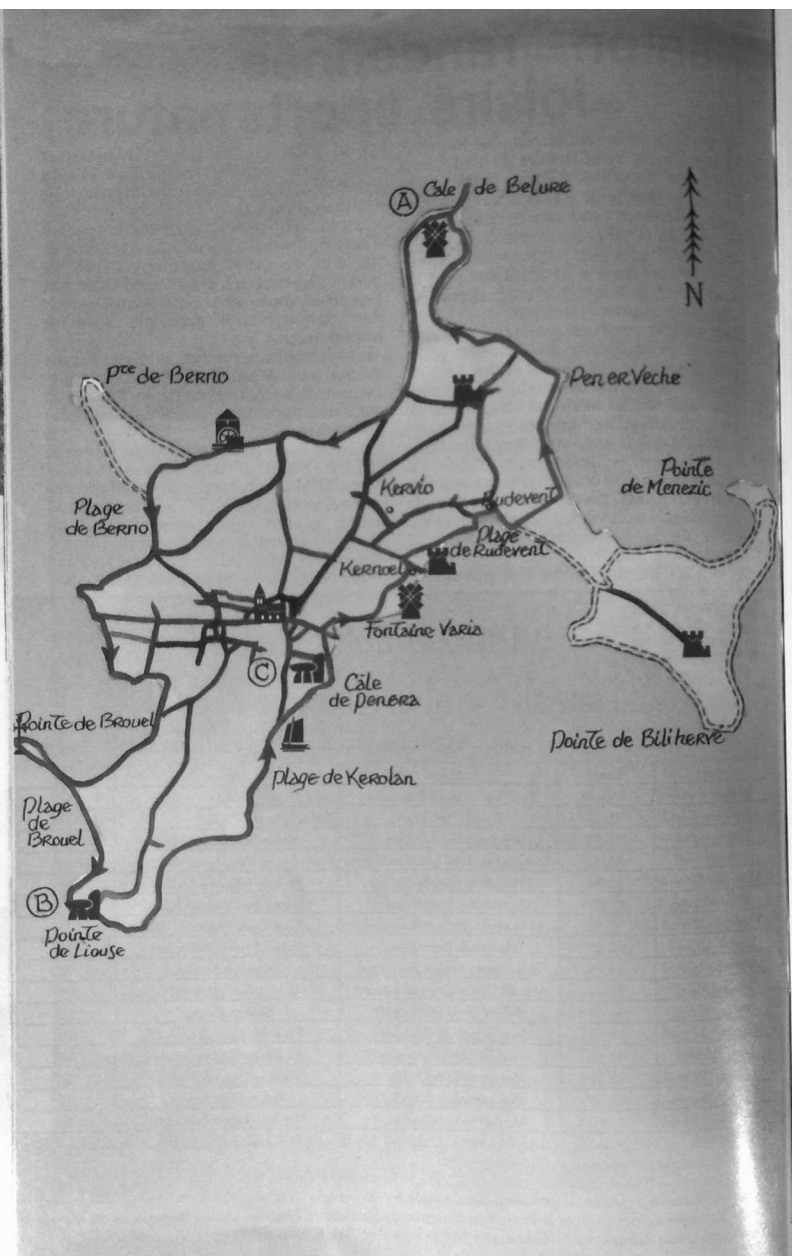 A
Cale de Belure
N
Pte de Berno
Pen er Veche
Pointe
de Menezic
Kervio
Rudevent
Plage
de Berno
Plage
de Rudevent
Kernoel
Fontaine Varia
C
Câle
de Penera
Pointe de Brouel
Pointe de Biliherve
Plage de Kerolan
Plage
de
Brouel
B
Pointe
de Liouse